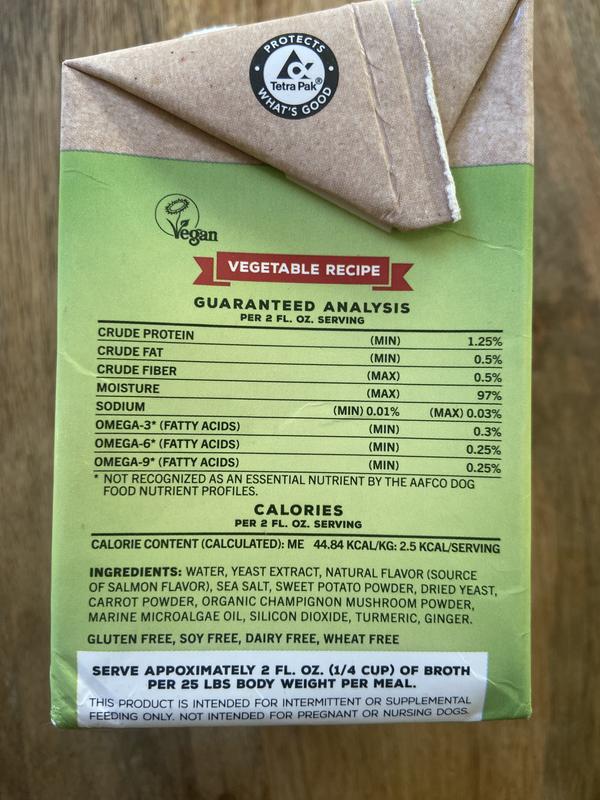 PROTECTS
Tetra Pak®
WHAT'S GOOD
Vegan
VEGETABLE RECIPE
GUARANTEED ANALYSIS
PER 2 FL. OZ. SERVING
CRUDE PROTEIN (MIN) 1.25%
CRUDE FAT (MIN) 0.5%
CRUDE FIBER (MAX) 0.5%
MOISTURE (MAX) 97%
SODIUM (MIN) 0.01% (MAX) 0.03%
OMEGA-3* (FATTY ACIDS) (MIN) 0.3%
OMEGA-6* (FATTY ACIDS) (MIN) 0.25%
OMEGA-9* (FATTY ACIDS) (MIN) 0.25%
* NOT RECOGNIZED AS AN ESSENTIAL NUTRIENT BY THE AAFCO DOG
FOOD NUTRIENT PROFILES.
CALORIES
PER 2 FL. OZ. SERVING
CALORIE CONTENT (CALCULATED): ME 44.84 KCAL/KG: 2.5 KCAL/SERVING
INGREDIENTS: WATER, YEAST EXTRACT, NATURAL FLAVOR (SOURCE
OF SALMON FLAVOR), SEA SALT, SWEET POTATO POWDER, DRIED YEAST,
CARROT POWDER, ORGANIC CHAMPIGNON MUSHROOM POWDER,
MARINE MICROALGAE OIL, SILICON DIOXIDE, TURMERIC, GINGER.
GLUTEN FREE, SOY FREE, DAIRY FREE, WHEAT FREE
SERVE APPOXIMATELY 2 FL. OZ. (1/4 CUP) OF BROTH
PER 25 LBS BODY WEIGHT PER MEAL.
THIS PRODUCT IS INTENDED FOR INTERMITTENT OR SUPPLEMENTAL
FEEDING ONLY. NOT INTENDED FOR PREGNANT OR NURSING DOGS.